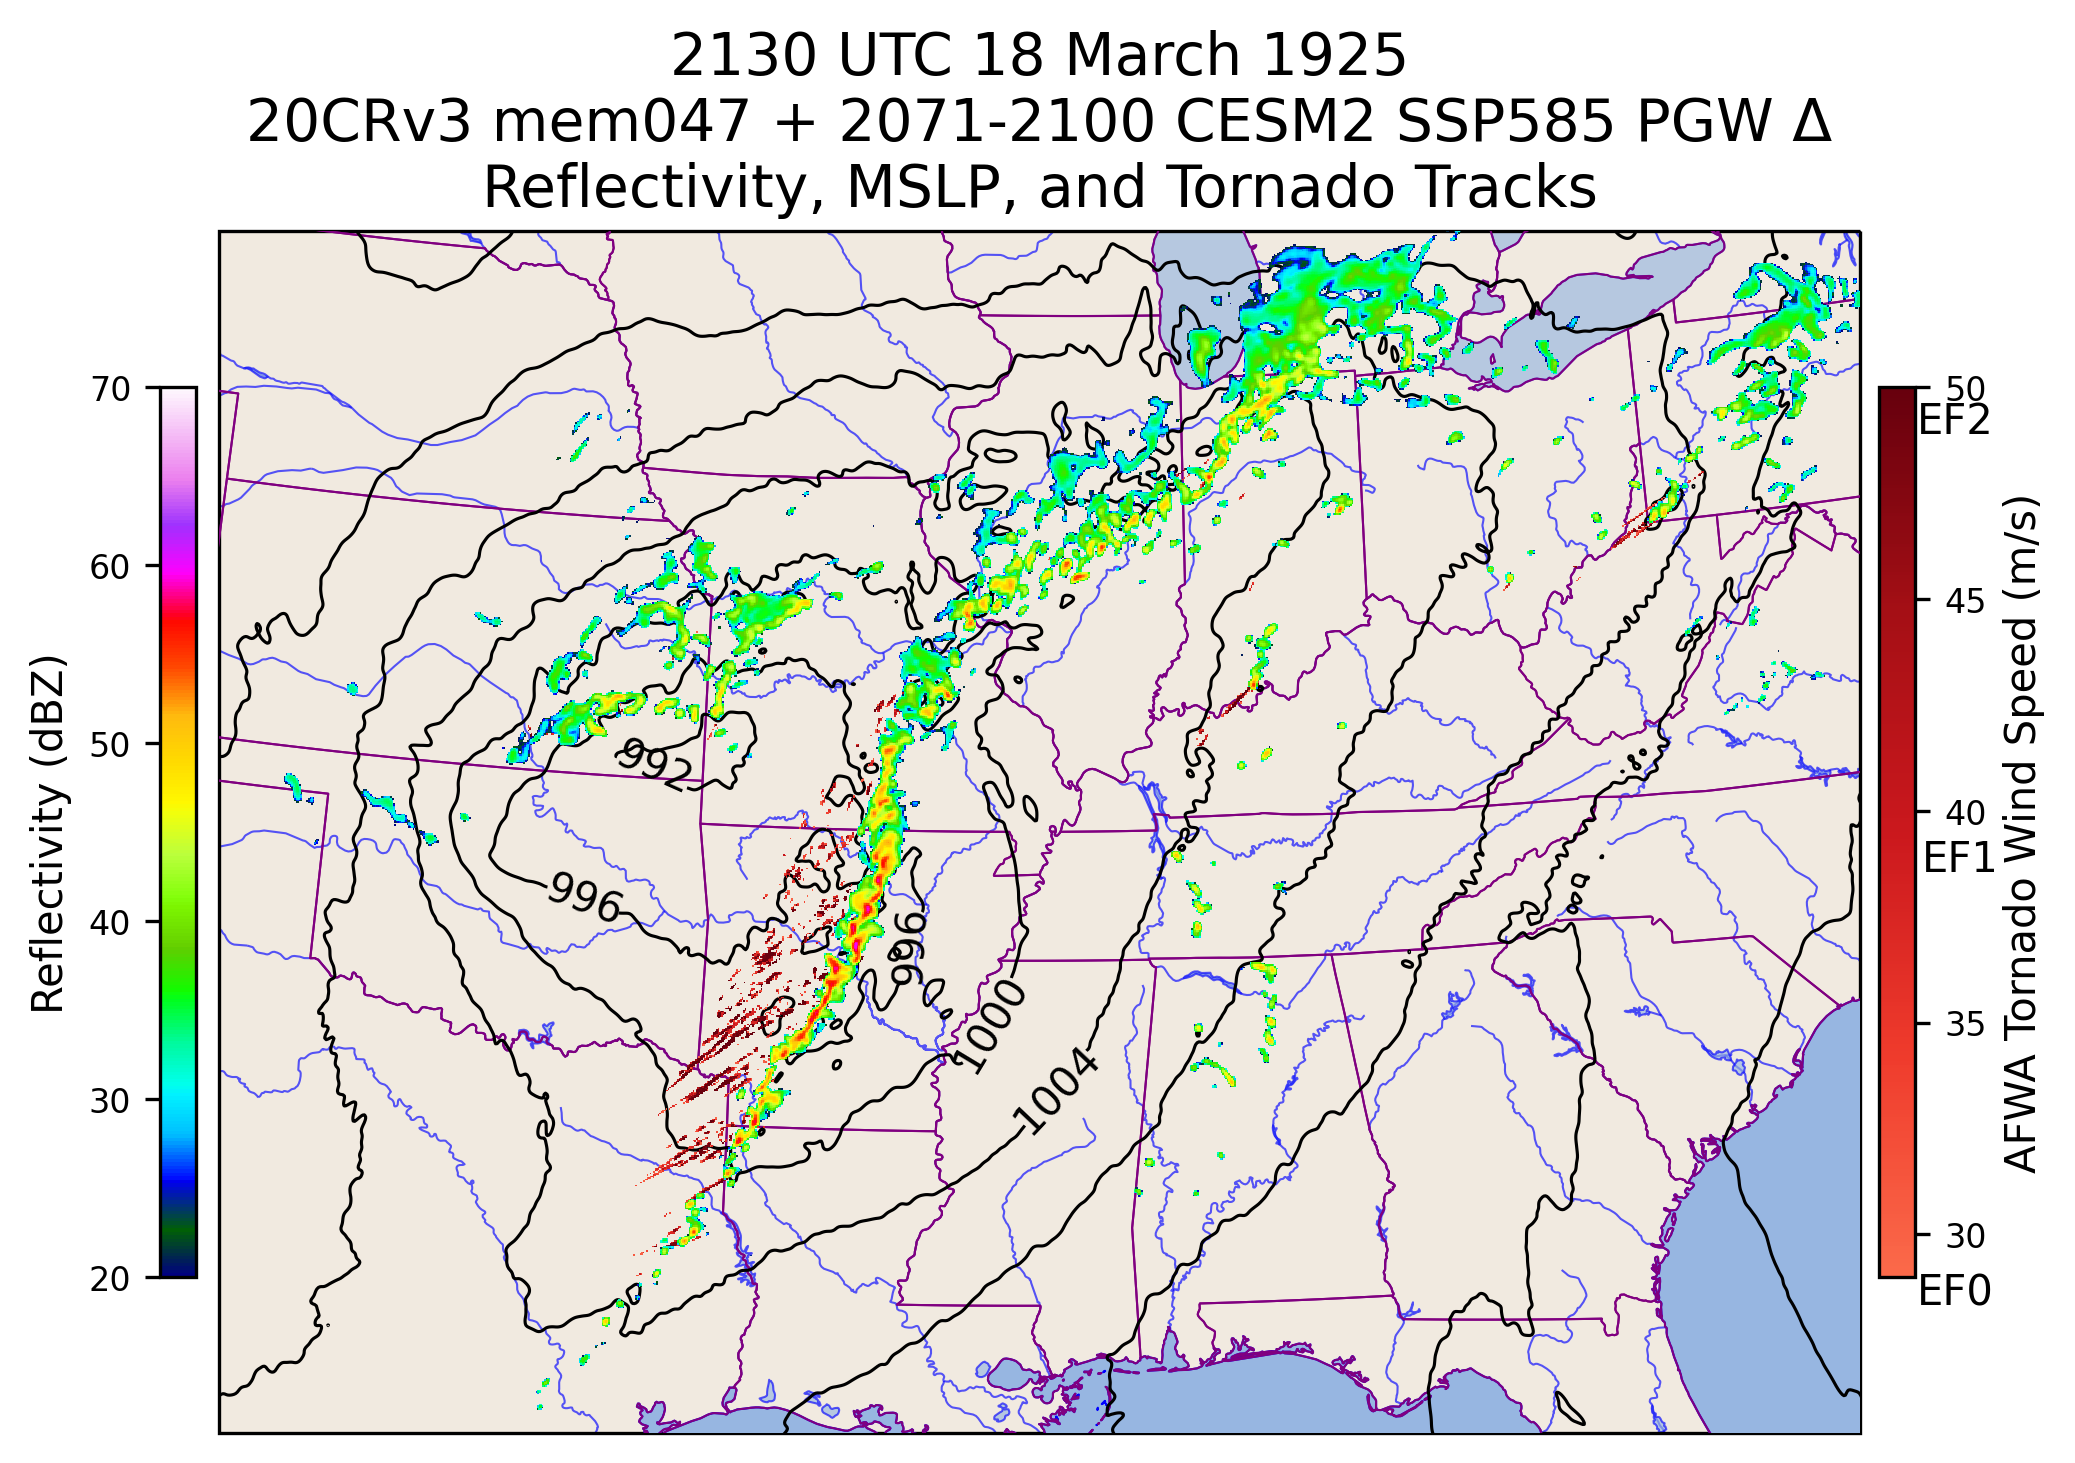 2130 UTC 18 March 1925
20CRv3 mem047 + 2071-2100 CESM2 SSP585 PGW Δ
Reflectivity, MSLP, and Tornado Tracks
70
60
50
40
30
20
Reflectivity (dBZ)
992
996
996
1000
1004
50
EF2
45
40
EF1
35
30
EF0
AFWA Tornado Wind Speed (m/s)